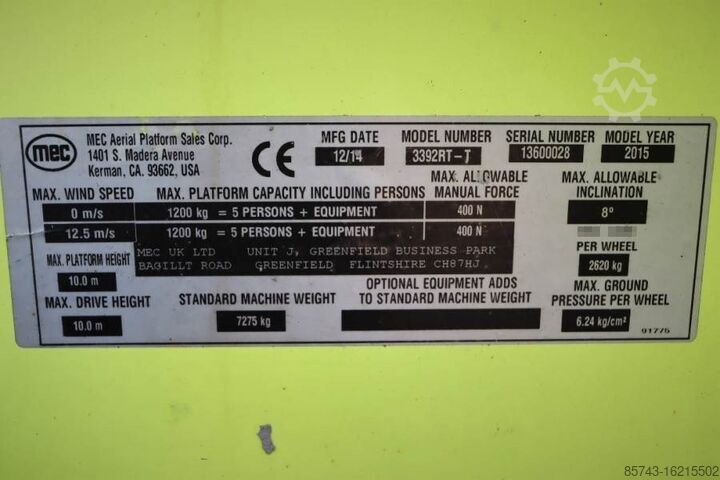 mec
MEC Aerial Platform Sales Corp.
1401 S. Madera Avenue
Kerman, CA. 93662, USA
CE
MFG DATE
12/14
MODEL NUMBER
3392RT-T
SERIAL NUMBER
13600028
MODEL YEAR
2015
MAX. WIND SPEED
MAX. PLATFORM CAPACITY INCLUDING PERSONS
MAX. ALLOWABLE
MANUAL FORCE
MAX. ALLOWABLE
INCLINATION
0 m/s
1200 kg = 5 PERSONS + EQUIPMENT
400 N
8°
12.5 m/s
1200 kg = 5 PERSONS + EQUIPMENT
400 N
MAX. PLATFORM HEIGHT
10.0 m
MEC UK LTD UNIT J, GREENFIELD BUSINESS PARK
BAGILLT ROAD GREENFIELD FLINTSHIRE CH87HJ
PER WHEEL
2620 kg
MAX. DRIVE HEIGHT
10.0 m
STANDARD MACHINE WEIGHT
7275 kg
OPTIONAL EQUIPMENT ADDS
TO STANDARD MACHINE WEIGHT
MAX. GROUND
PRESSURE PER WHEEL
6.24 kg/cm²
91775
Machineseeker
85743-16215502